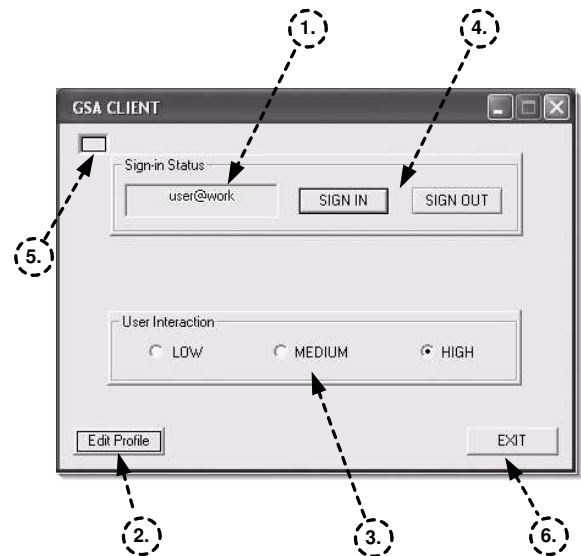 1.
4.
GSA CLIENT
Sign-in Status
user@work
SIGN IN
SIGN OUT
5.
User Interaction
LOW
MEDIUM
HIGH
Edit Profile
EXIT
2.
3.
6.